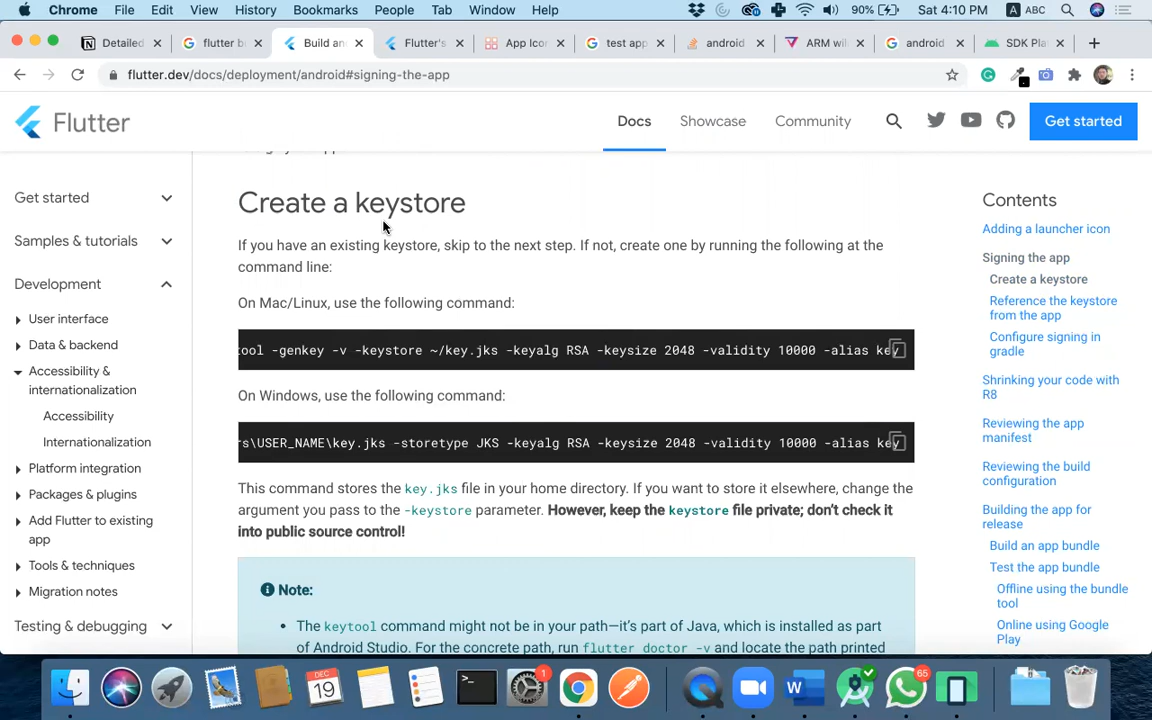 Chrome File Edit View History Bookmarks People Tab Window Help 90% Sat 4:10 PM A ABC
Detailed flutter b Build an Flutter's App Ico test app android ARM wi android SDK Pla
flutter.dev/docs/deployment/android#signing-the-app
Flutter Docs Showcase Community Get started
Get started
Samples & tutorials
Development
User interface
Data & backend
Accessibility &
internationalization
Accessibility
Internationalization
Platform integration
Packages & plugins
Add Flutter to existing
app
Tools & techniques
Migration notes
Testing & debugging
Create a keystore
If you have an existing keystore, skip to the next step. If not, create one by running the following at the
command line:
On Mac/Linux, use the following command:
tool -genkey -v -keystore ~/key.jks -keyalg RSA -keysize 2048 -validity 10000 -alias key
On Windows, use the following command:
rs\USER_NAME\key.jks -storetype JKS -keyalg RSA -keysize 2048 -validity 10000 -alias key
This command stores the key.jks file in your home directory. If you want to store it elsewhere, change the
argument you pass to the -keystore parameter. However, keep the keystore file private; don't check it
into public source control!
Note:
• The keytool command might not be in your path—it's part of Java, which is installed as part
of Android Studio. For the concrete path, run flutter doctor -v and locate the path printed
Contents
Adding a launcher icon
Signing the app
Create a keystore
Reference the keystore
from the app
Configure signing in
gradle
Shrinking your code with
R8
Reviewing the app
manifest
Reviewing the build
configuration
Building the app for
release
Build an app bundle
Test the app bundle
Offline using the bundle
tool
Online using Google
Play
DEC
19
1
W
65